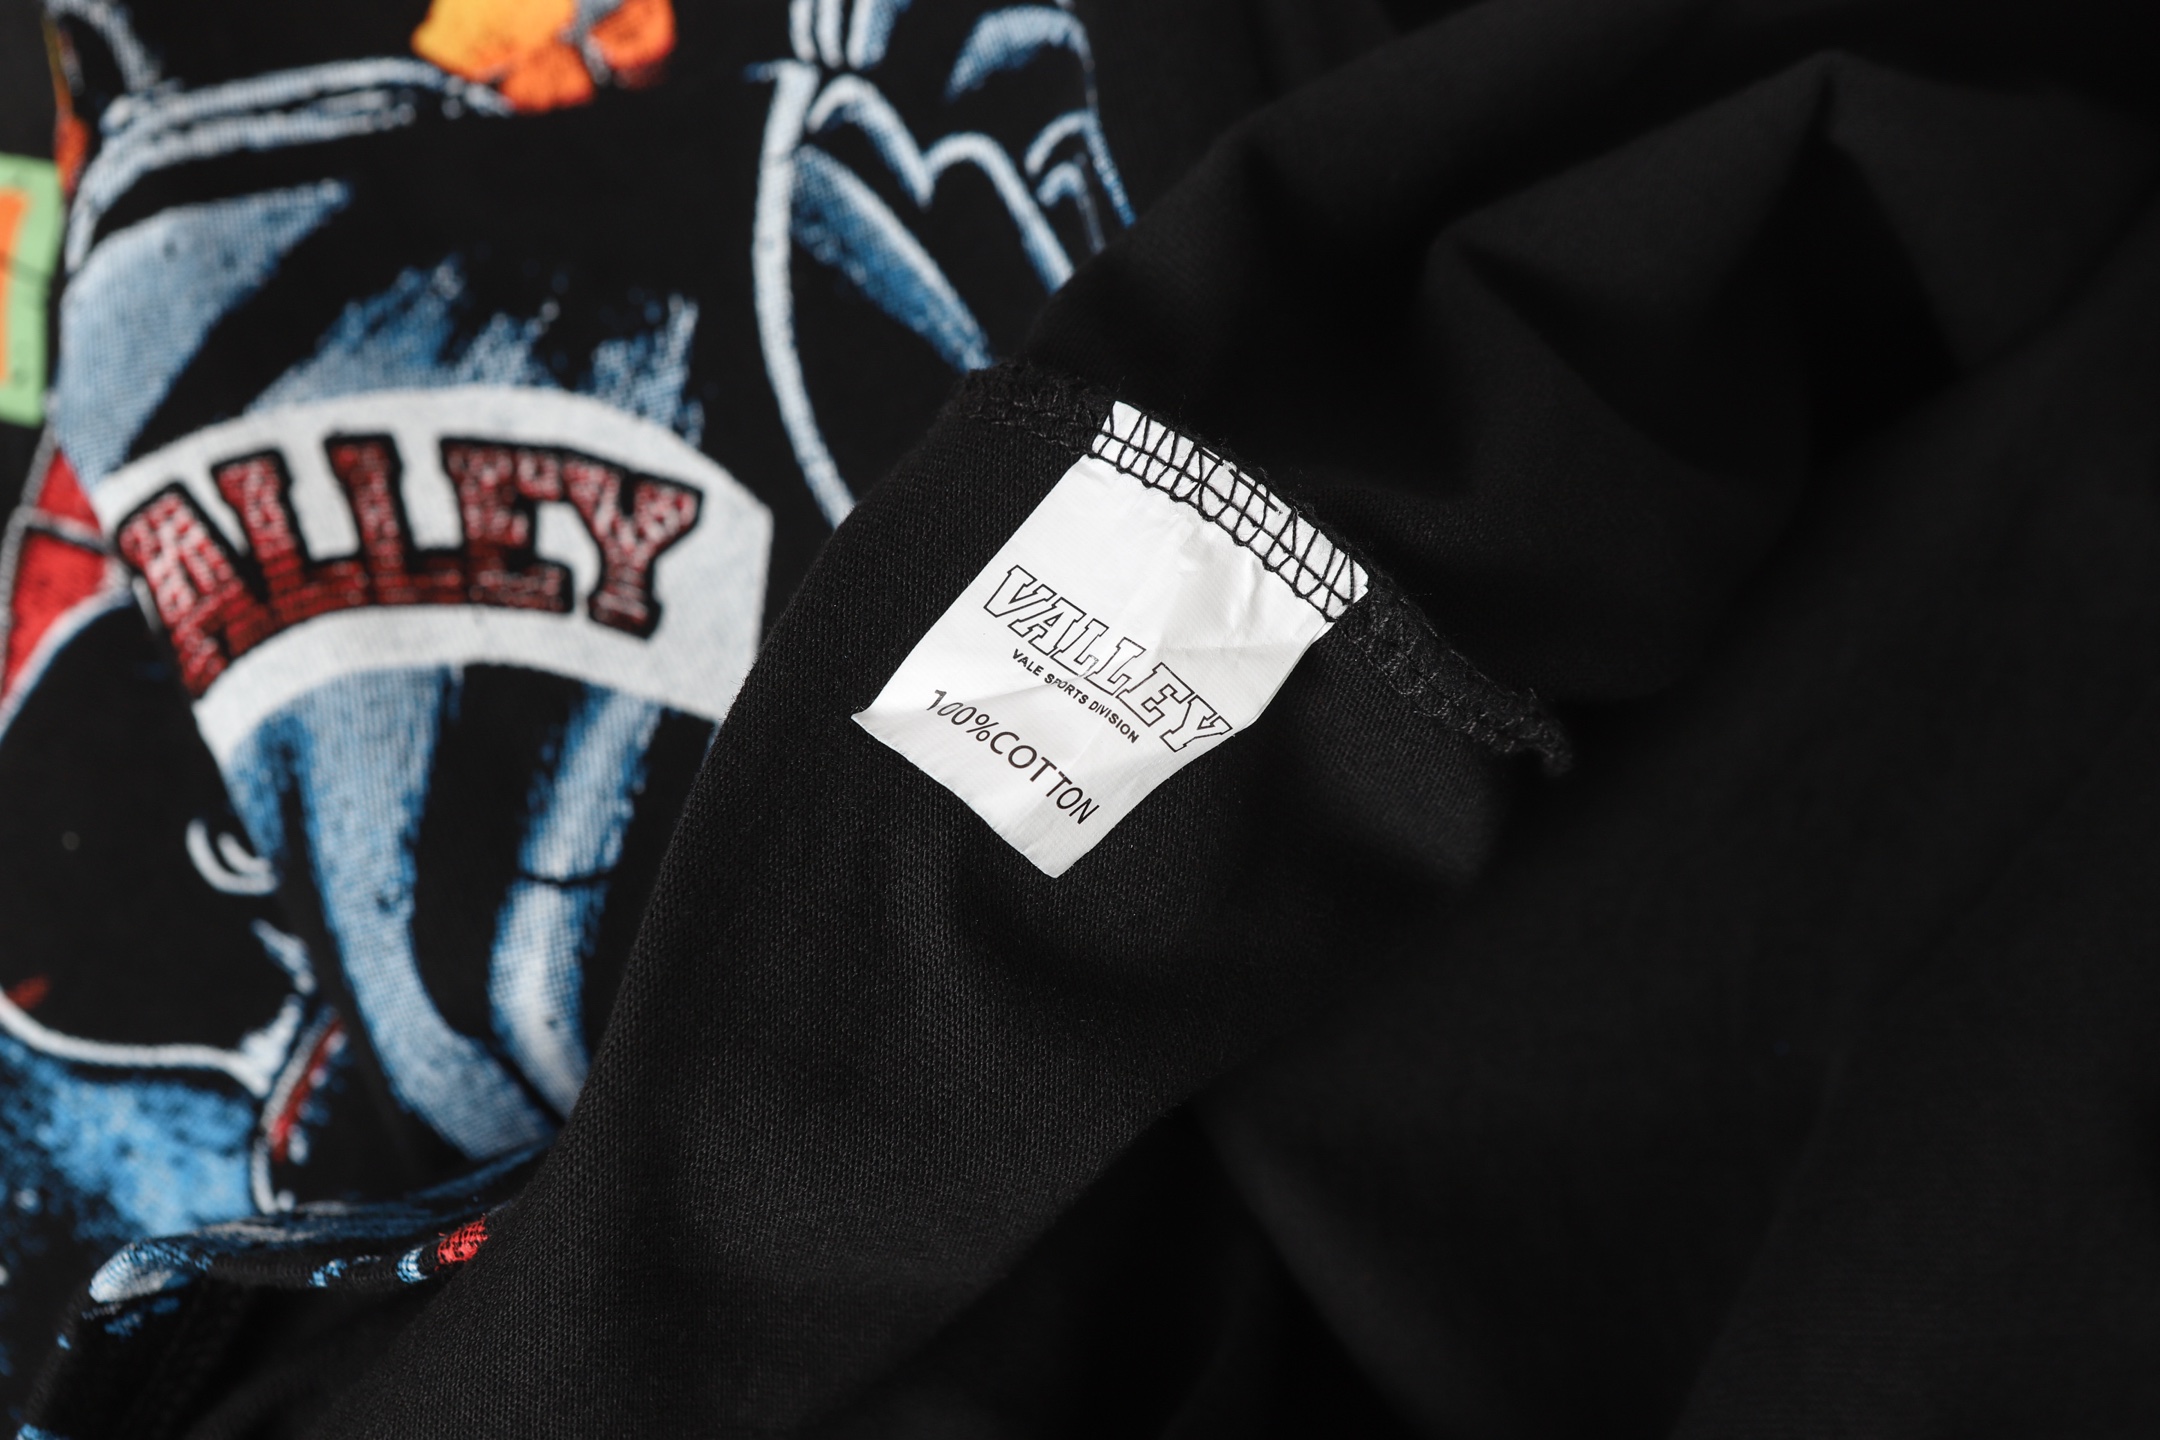 ALLEY
VALLEY
VALE SPORTS DIVISION
100%COTTON